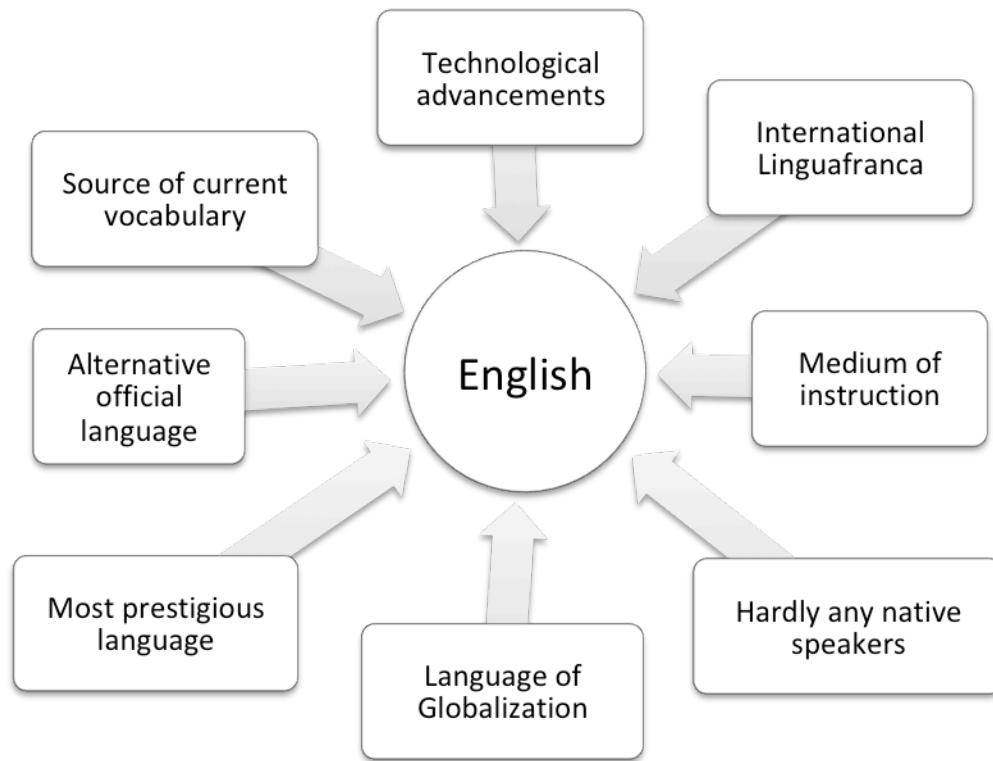 Technological
advancements
International
Linguafranca
Source of current
vocabulary
Alternative
official
language
English
Medium of
instruction
Most prestigious
language
Language of
Globalization
Hardly any native
speakers